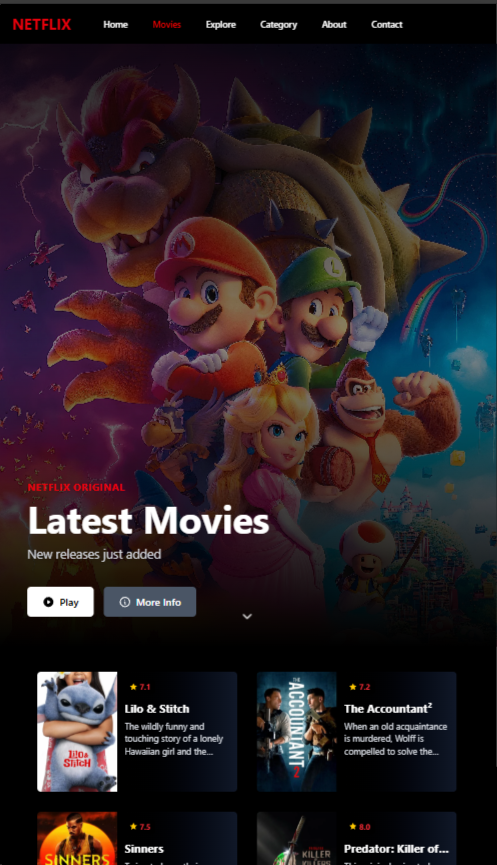 NETFLIX Home Movies Explore Category About Contact
NETFLIX ORIGINAL
Latest Movies
New releases just added
Play More Info
7.1
Lilo & Stitch
The wildly funny and
touching story of a lonely
Hawaiian girl and the...
LILO &
STITCH
7.2
The Accountant²
When an old acquaintance
is murdered, Wolff is
compelled to solve the...
THE
ACCOUNTANT
2
7.5
Sinners
SINNERS
8.0
Predator: Killer of...
KILLER
KILLERS